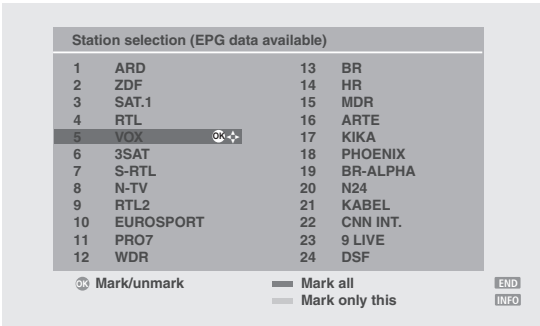 Station selection (EPG data available)
1 ARD
2 ZDF
3 SAT.1
4 RTL
5 VOX OK
6 3SAT
7 S-RTL
8 N-TV
9 RTL2
10 EUROSPORT
11 PRO7
12 WDR
13 BR
14 HR
15 MDR
16 ARTE
17 KIKA
18 PHOENIX
19 BR-ALPHA
20 N24
21 KABEL
22 CNN INT.
23 9 LIVE
24 DSF
OK Mark/unmark
Mark all
Mark only this
END
INFO